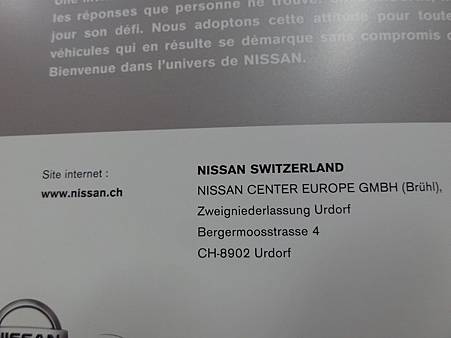 les réponses que personne ne trouve.
jour son défi. Nous adoptons cette attitude pour toute
véhicules qui en résulte se démarque sans compromis
Bienvenue dans l'univers de NISSAN.
Site internet :
www.nissan.ch
NISSAN SWITZERLAND
NISSAN CENTER EUROPE GMBH (Brühl),
Zweigniederlassung Urdorf
Bergermoosstrasse 4
CH-8902 Urdorf
NISSAN